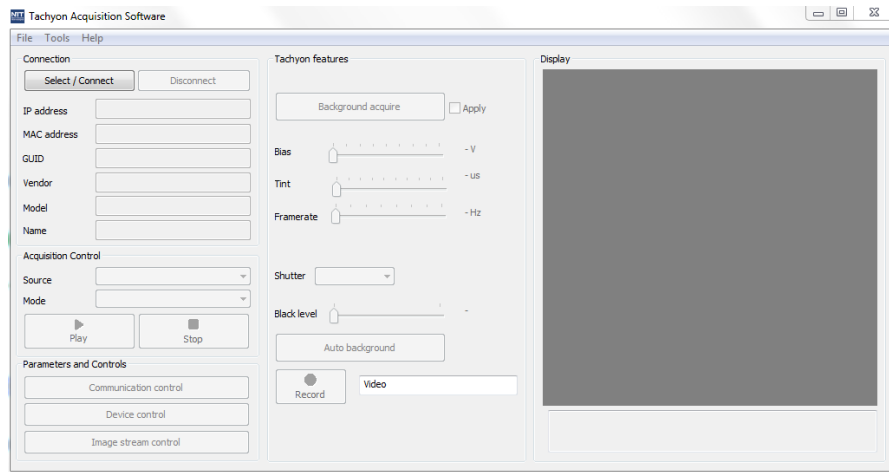 NIT Tachyon Acquisition Software
File Tools Help
Connection
Select / Connect Disconnect
IP address
MAC address
GUID
Vendor
Model
Name
Acquisition Control
Source
Mode
Play Stop
Parameters and Controls
Communication control
Device control
Image stream control
Tachyon features
Background acquire Apply
Bias - V
Tint - us
Framerate - Hz
Shutter
Black level -
Auto background
Record Video
Display